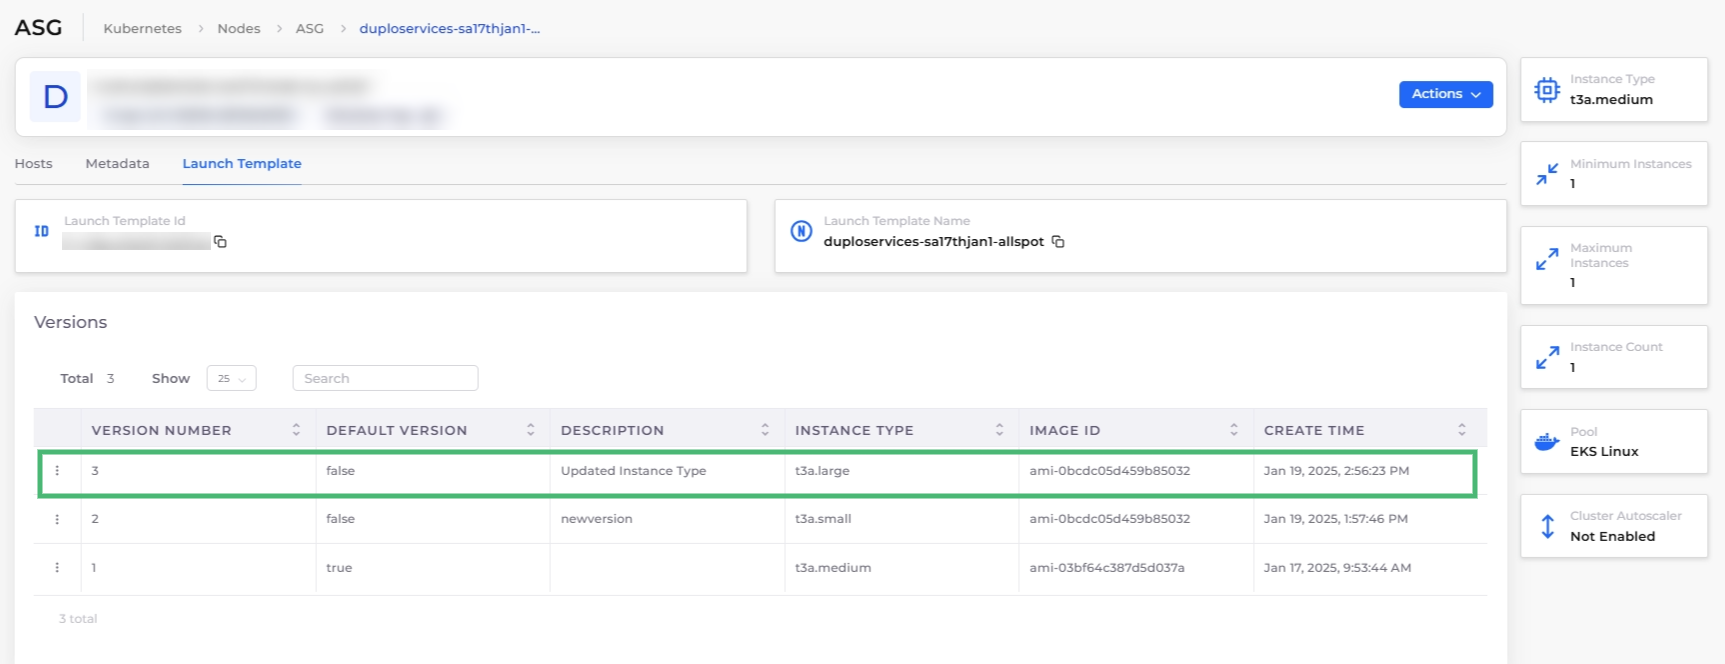 ASG
Kubernetes > Nodes > ASG > duploservices-sa17thjan1-...
D
Actions
Hosts Metadata Launch Template
ID
Launch Template Id
N
Launch Template Name
duploservices-sa17thjan1-allspot
Versions
Total 3 Show 25 Search
VERSION NUMBER DEFAULT VERSION DESCRIPTION INSTANCE TYPE IMAGE ID CREATE TIME
3 false Updated Instance Type t3a.large ami-0bcdc05d459b85032 Jan 19, 2025, 2:56:23 PM
2 false newversion t3a.small ami-0bcdc05d459b85032 Jan 19, 2025, 1:57:46 PM
1 true t3a.medium ami-03bf64c387d5d037a Jan 17, 2025, 9:53:44 AM
3 total
Instance Type
t3a.medium
Minimum Instances
1
Maximum
Instances
1
Instance Count
1
Pool
EKS Linux
Cluster Autoscaler
Not Enabled